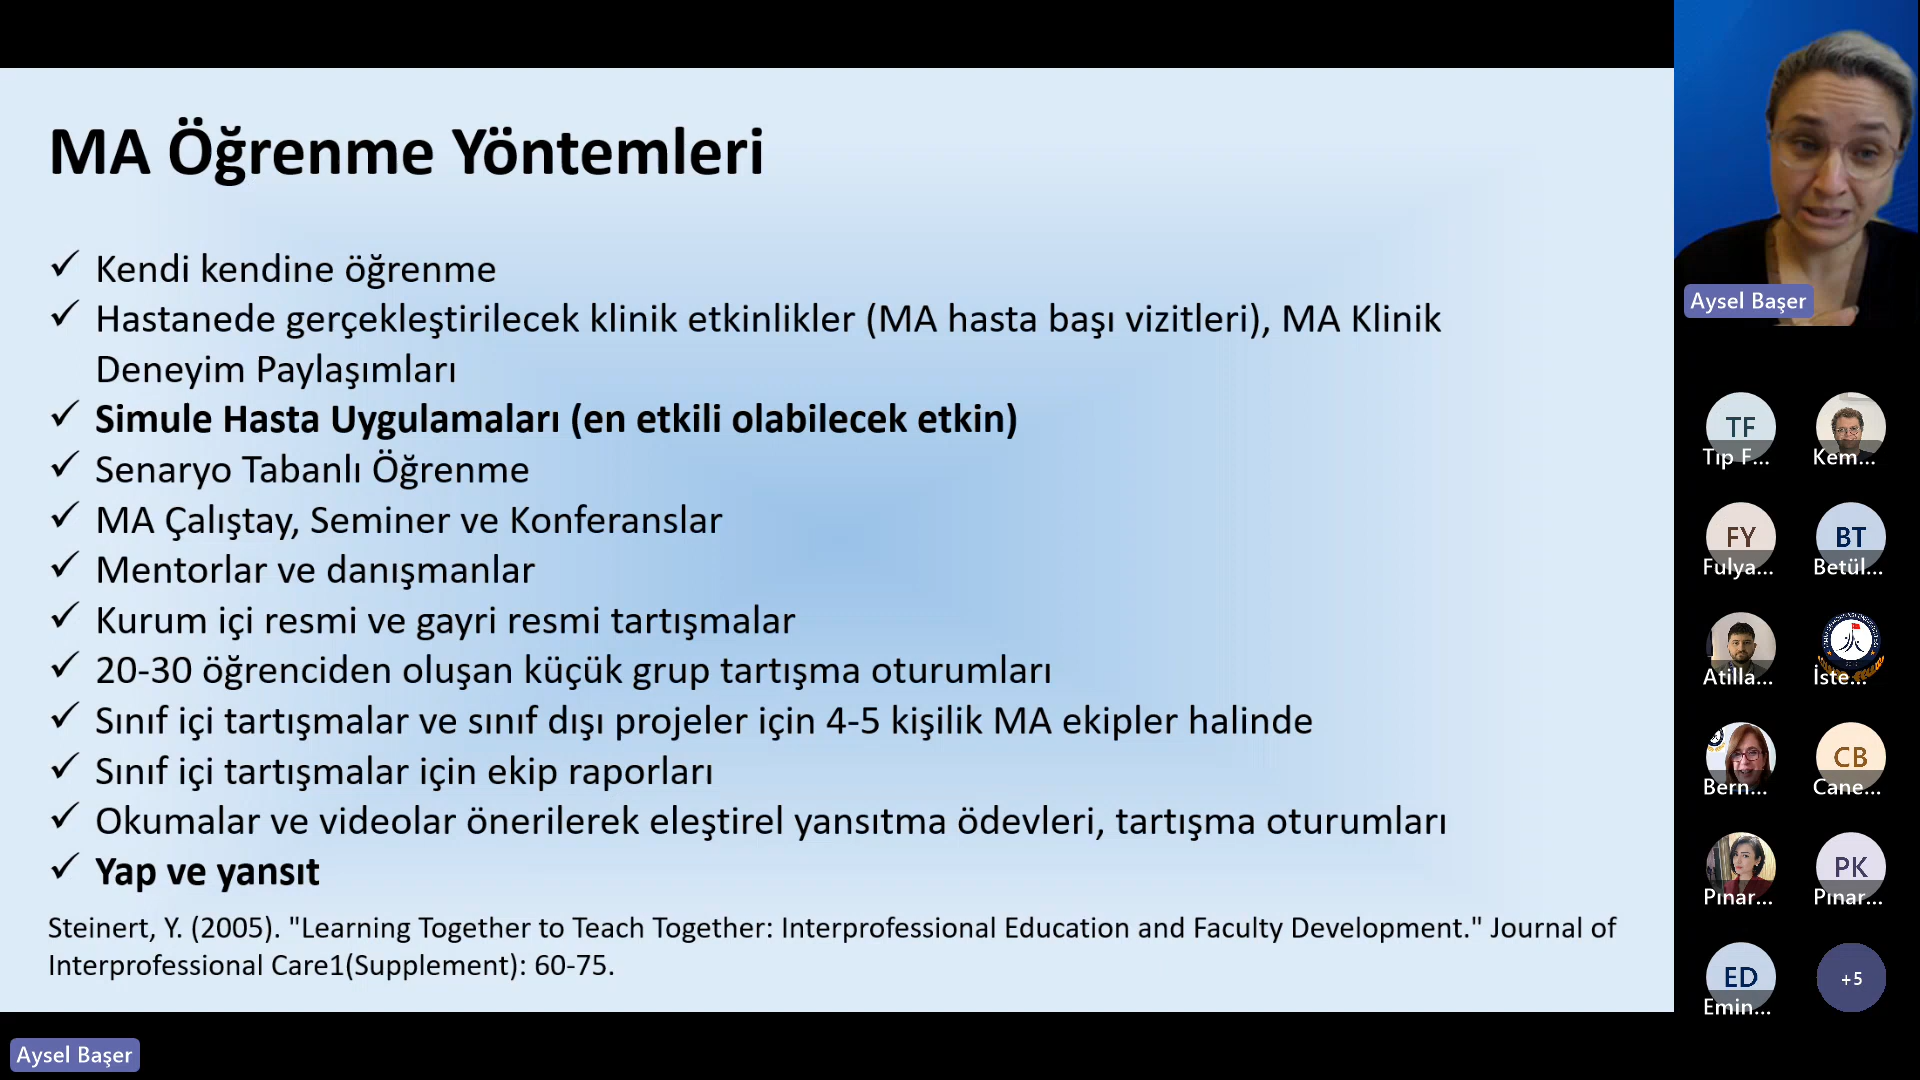 MA Öğrenme Yöntemleri
✓ Kendi kendine öğrenme
✓ Hastanede gerçekleştirilecek klinik etkinlikler (MA hasta başı vizitleri), MA Klinik
Deneyim Paylaşımları
✓ Simule Hasta Uygulamaları (en etkili olabilecek etkin)
✓ Senaryo Tabanlı Öğrenme
✓ MA Çalıştay, Seminer ve Konferanslar
✓ Mentorlar ve danışmanlar
✓ Kurum içi resmi ve gayri resmi tartışmalar
✓ 20-30 öğrenciden oluşan küçük grup tartışma oturumları
✓ Sınıf içi tartışmalar ve sınıf dışı projeler için 4-5 kişilik MA ekipler halinde
✓ Sınıf içi tartışmalar için ekip raporları
✓ Okumalar ve videolar önerilerek eleştirel yansıtma ödevleri, tartışma oturumları
✓ Yap ve yansıt
Steinert, Y. (2005). "Learning Together to Teach Together: Interprofessional Education and Faculty Development." Journal of
Interprofessional Care1(Supplement): 60-75.
Aysel Başer
Aysel Başer
TF
Tıp F...
Kem...
FY
Fulya...
BT
Betül...
Atilla...
İste...
Bern...
CB
Cane...
Pınar...
PK
Pınar...
ED
Emin...
+5